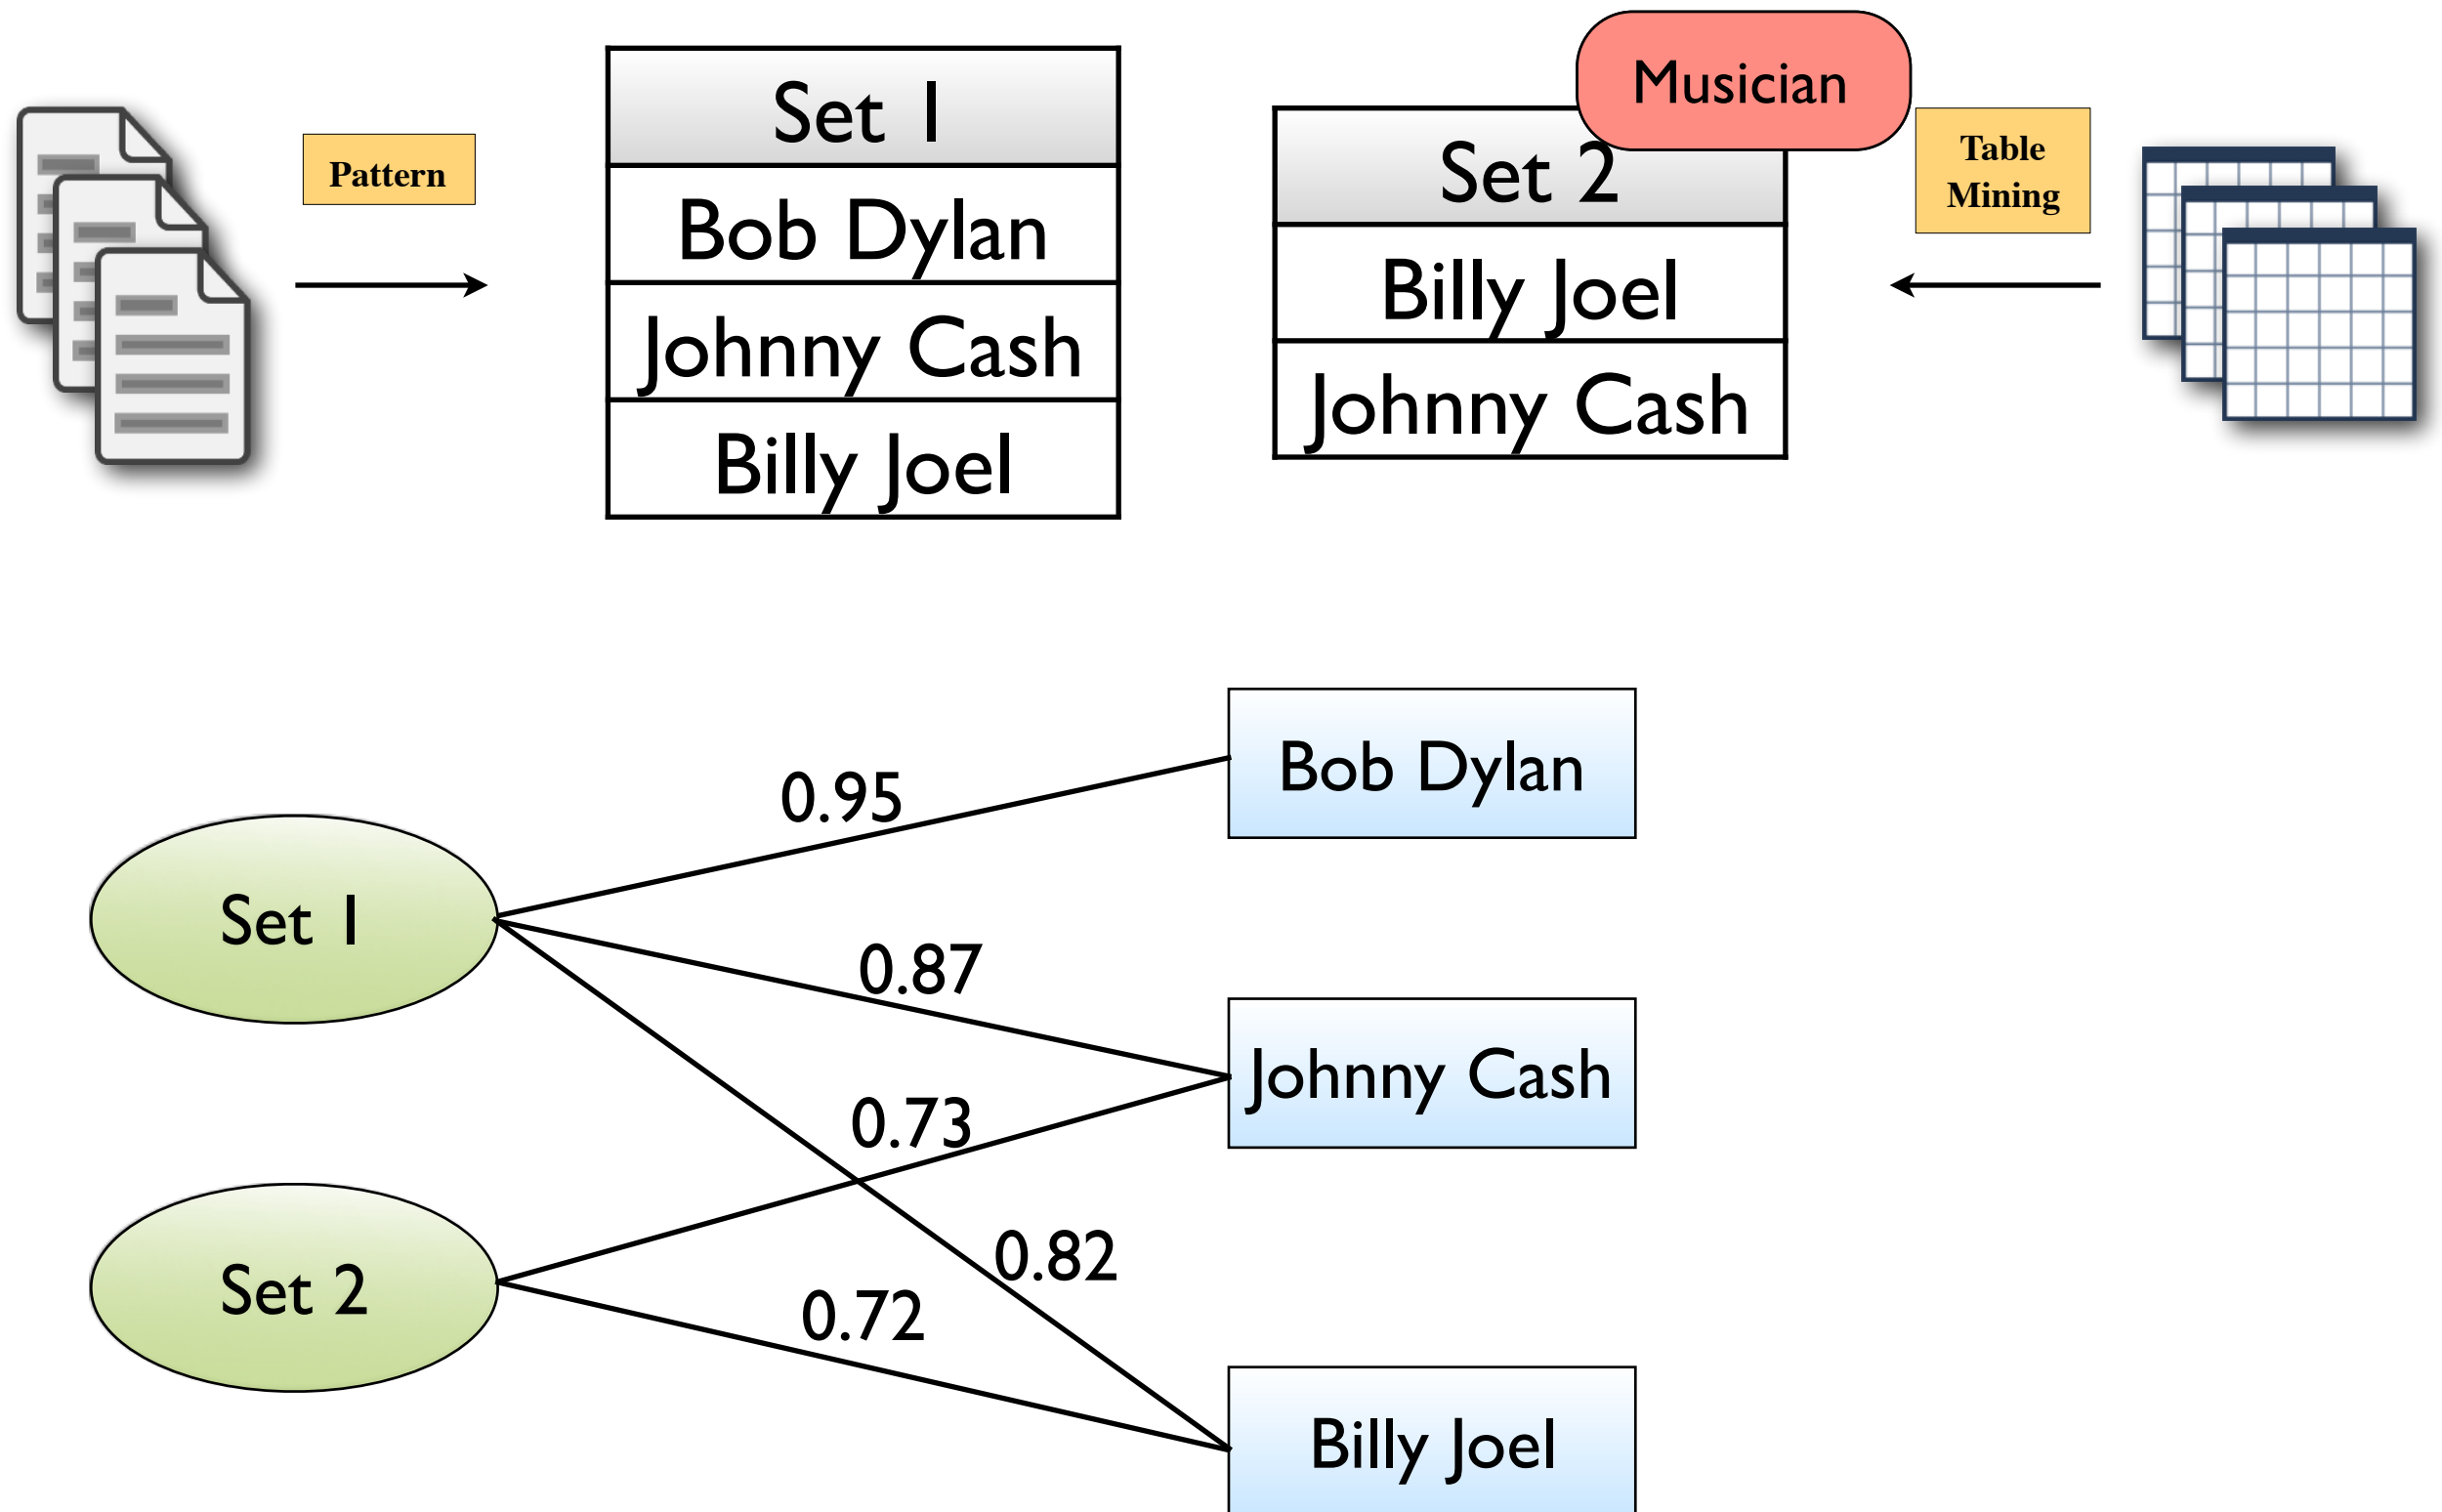 Pattern
Set 1
Bob Dylan
Johnny Cash
Billy Joel
Musician
Set 2
Billy Joel
Johnny Cash
Table
Mining
Set 1
Set 2
0.95
0.87
0.73
0.82
0.72
Bob Dylan
Johnny Cash
Billy Joel